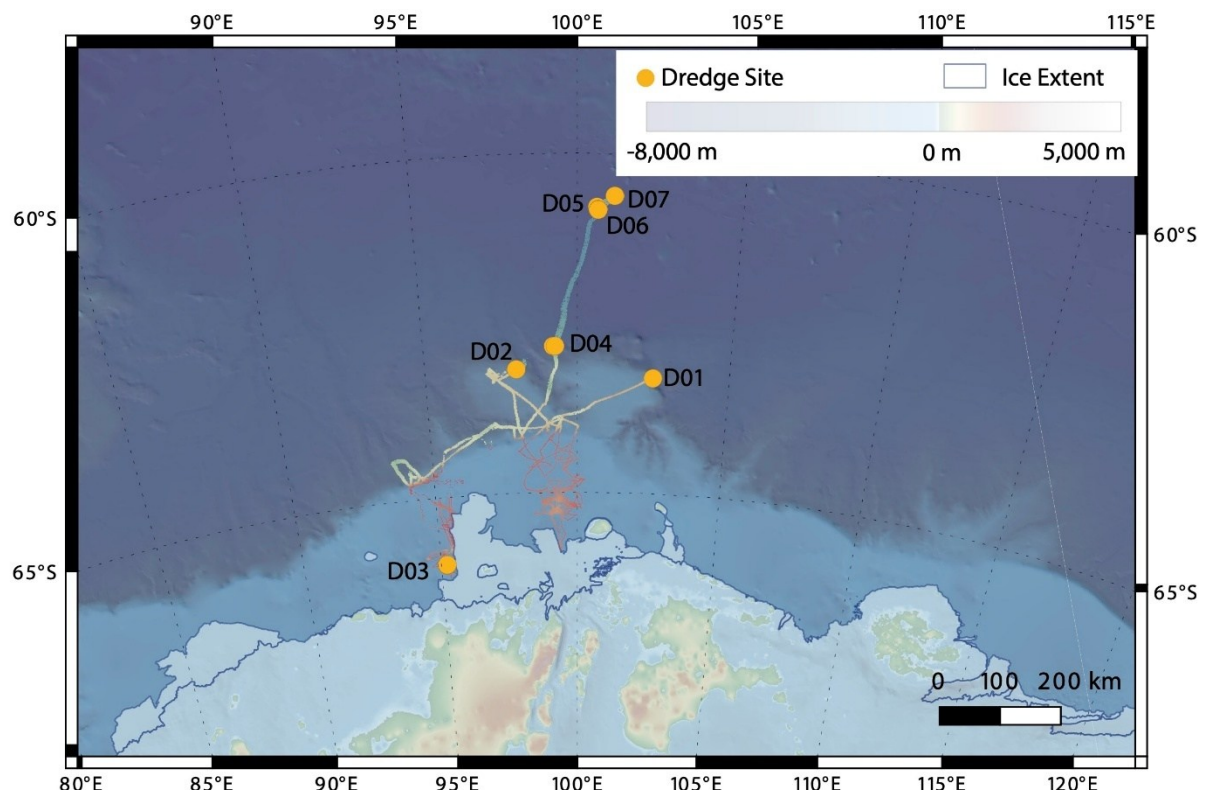 90°E 95°E 100°E 105°E 110°E 115°E
Dredge Site Ice Extent
-8,000 m 0 m 5,000 m
D05 D07
D06
60°S 60°S
D04
D02
D01
D03
65°S 65°S
0 100 200 km
80°E 85°E 90°E 95°E 100°E 105°E 110°E 115°E 120°E